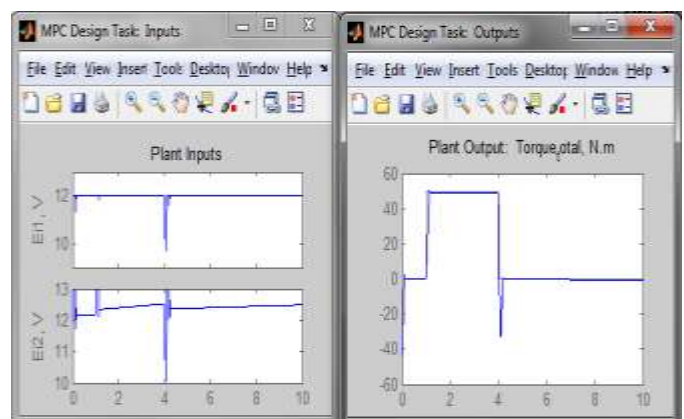 MPC Design Task: Inputs
File Edit View Insert Tools Desktop Window Help
Plant Inputs
12
10
Ei1, V
13
12
11
10
Ei2, V
0 2 4 6 8 10
MPC Design Task: Outputs
File Edit View Insert Tools Desktop Window Help
Plant Output: Torque_total, N.m
60
40
20
0
-20
-40
-60
0 2 4 6 8 10